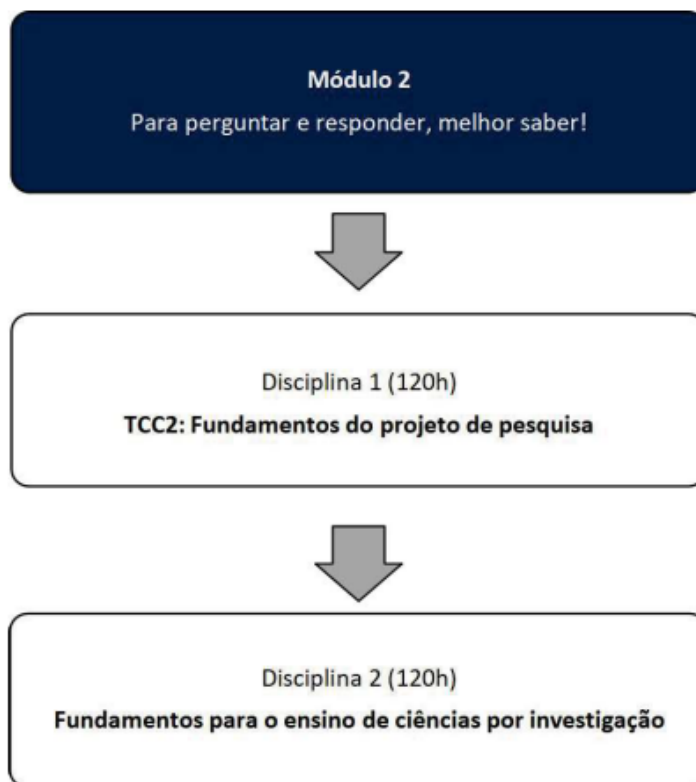 Módulo 2
Para perguntar e responder, melhor saber!
Disciplina 1 (120h)
TCC2: Fundamentos do projeto de pesquisa
Disciplina 2 (120h)
Fundamentos para o ensino de ciências por investigação